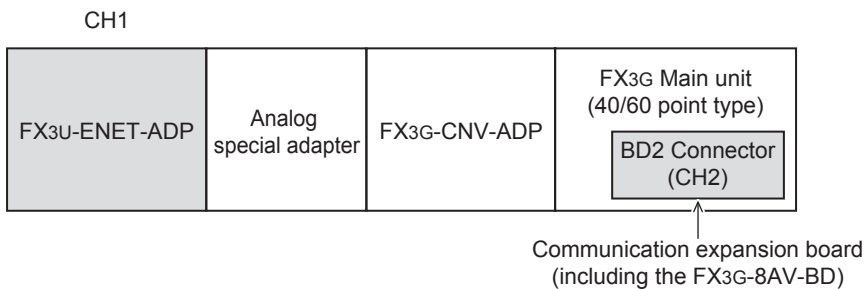 CH1
FX3U-ENET-ADP
Analog
special adapter
FX3G-CNV-ADP
FX3G Main unit
(40/60 point type)
BD2 Connector
(CH2)
Communication expansion board
(including the FX3G-8AV-BD)